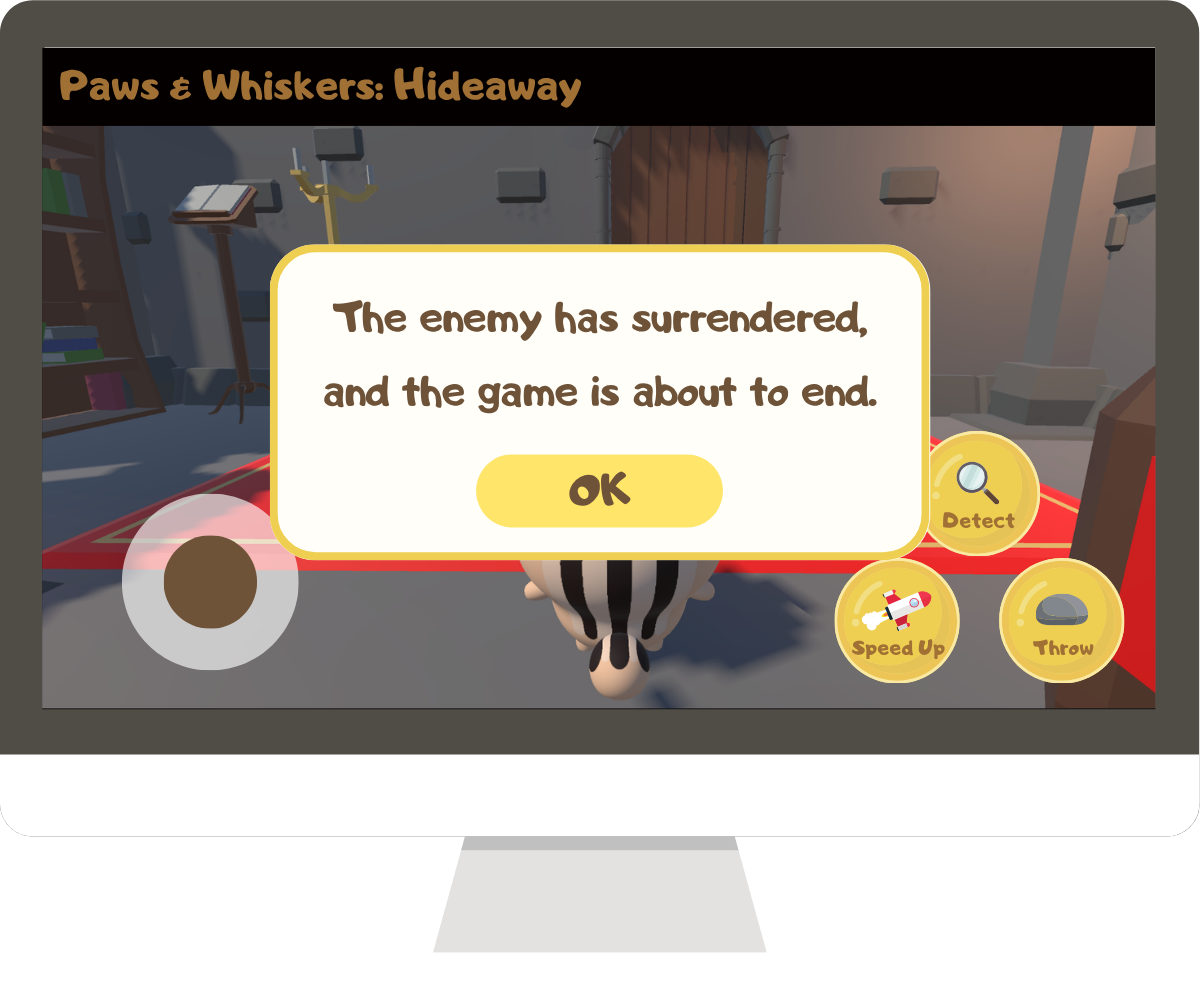 Paws & Whiskers: Hideaway
The enemy has surrendered,
and the game is about to end.
OK
Detect
Speed Up
Throw